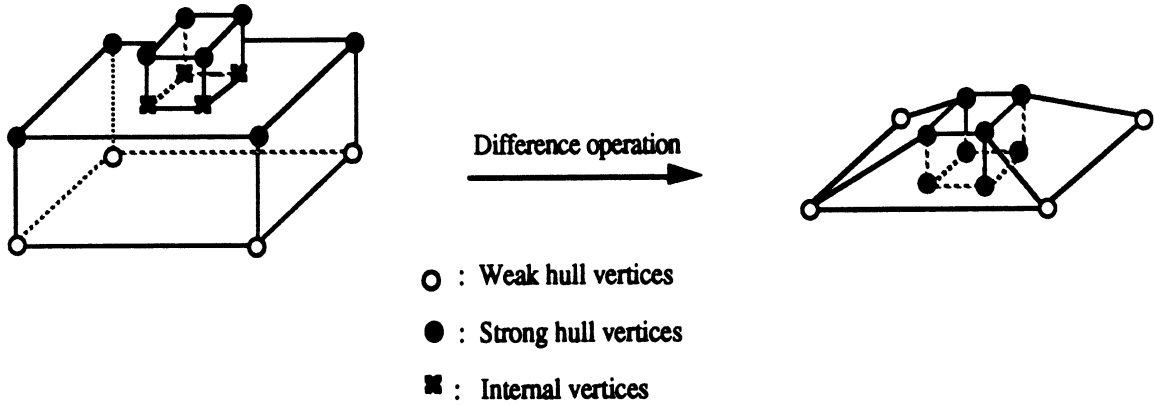 Difference operation
: Weak hull vertices
: Strong hull vertices
: Internal vertices